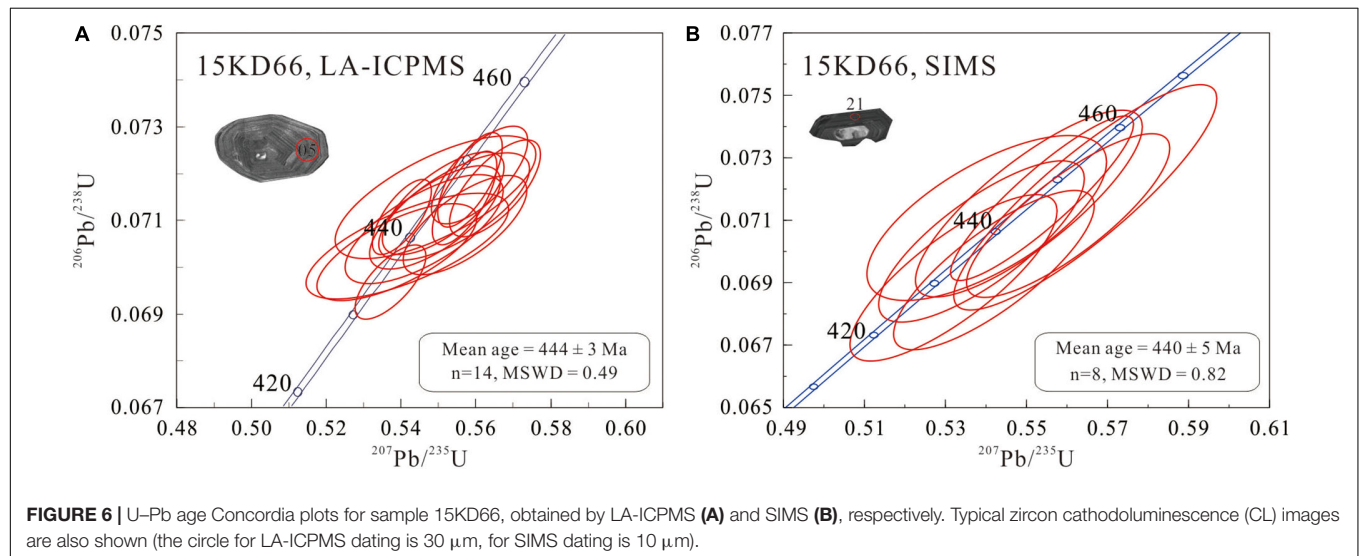 A
0.075
0.073
0.071
0.069
0.067
²⁰⁶Pb/²³⁸U
15KD66, LA-ICPMS
460
05
440
420
Mean age = 444 ± 3 Ma
n=14, MSWD = 0.49
0.48 0.50 0.52 0.54 0.56 0.58 0.60
²⁰⁷Pb/²³⁵U
B
0.077
0.075
0.073
0.071
0.069
0.067
0.065
²⁰⁶Pb/²³⁸U
15KD66, SIMS
21
460
440
420
Mean age = 440 ± 5 Ma
n=8, MSWD = 0.82
0.49 0.51 0.53 0.55 0.57 0.59 0.61
²⁰⁷Pb/²³⁵U
FIGURE 6 | U–Pb age Concordia plots for sample 15KD66, obtained by LA-ICPMS (A) and SIMS (B), respectively. Typical zircon cathodoluminescence (CL) images
are also shown (the circle for LA-ICPMS dating is 30 μm, for SIMS dating is 10 μm).